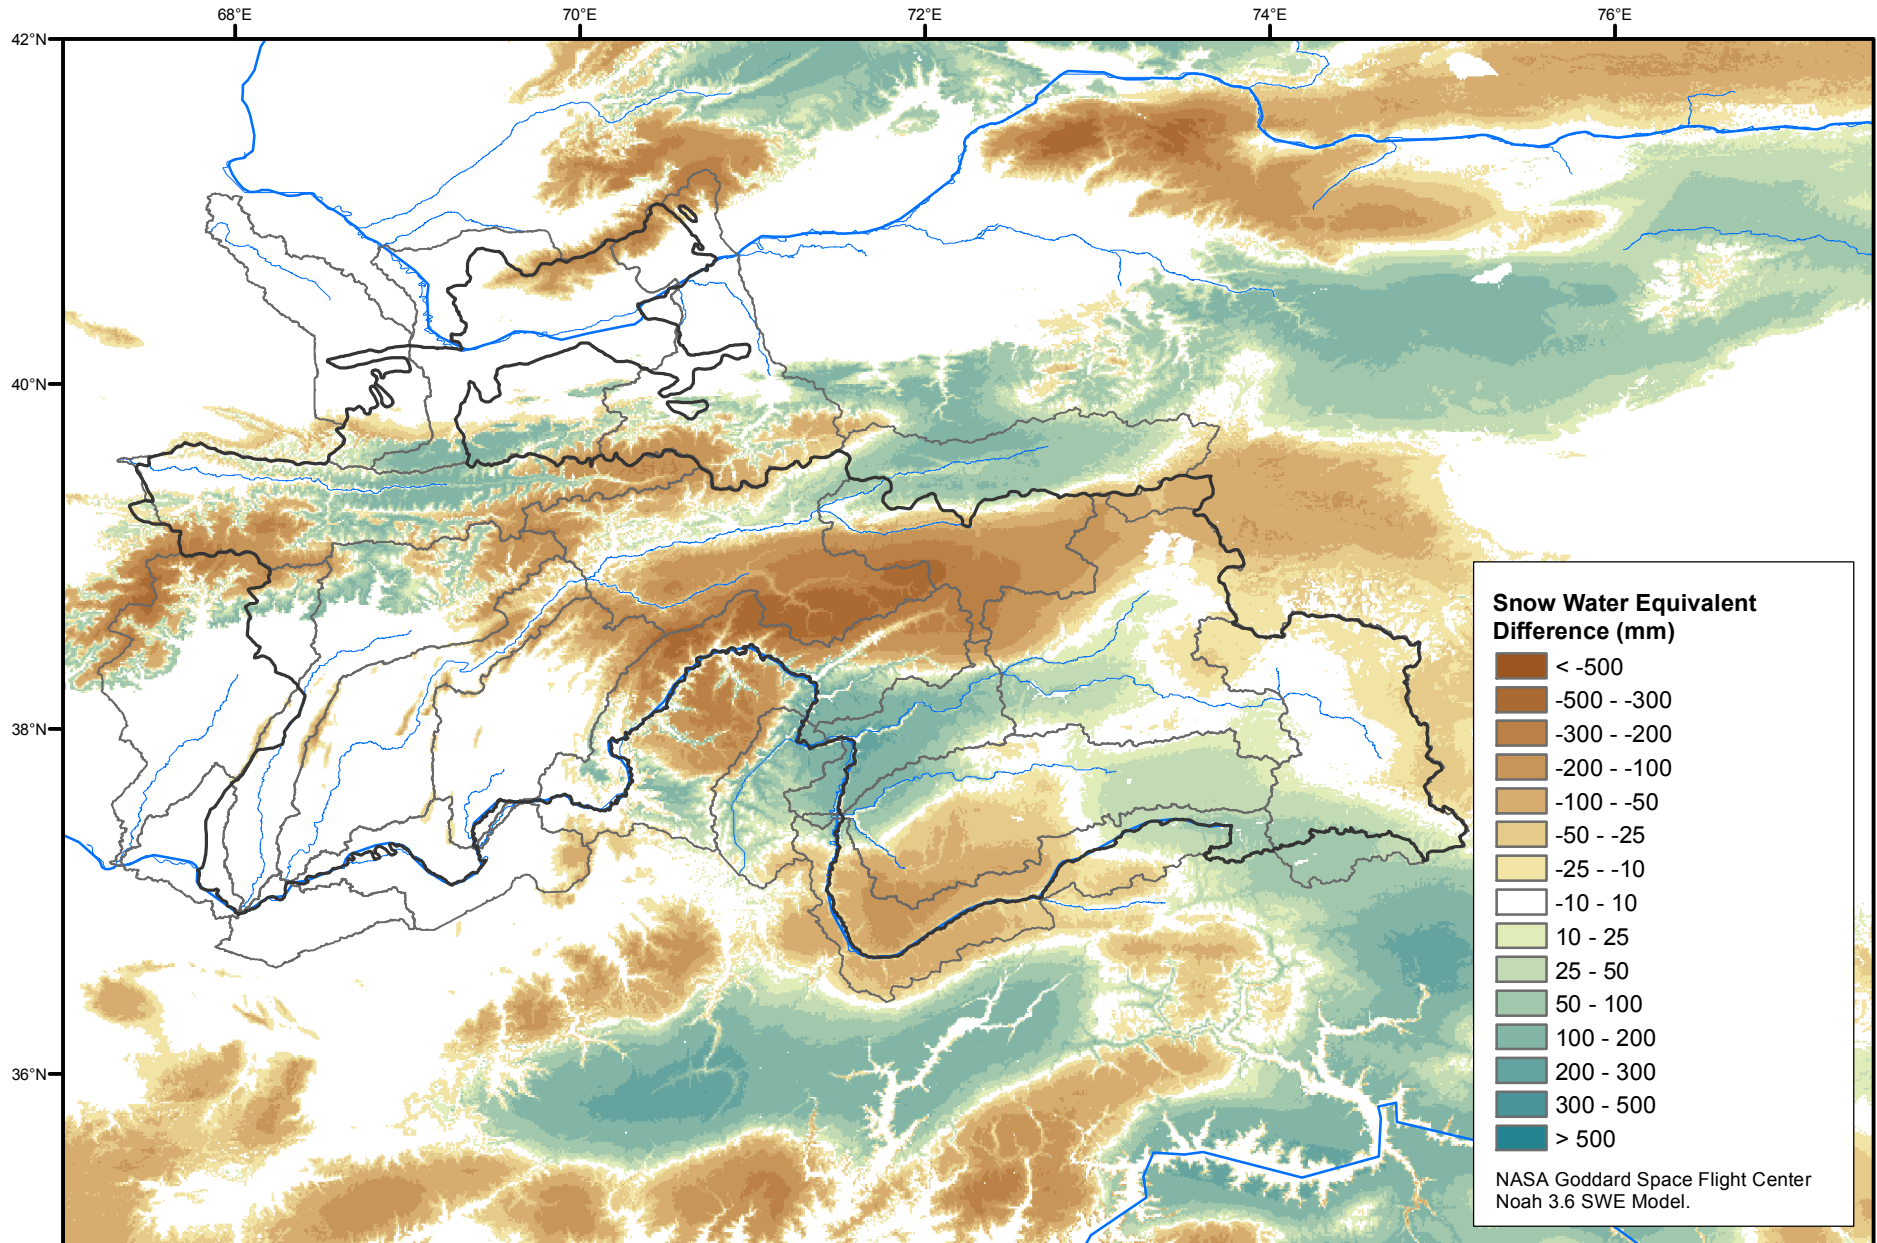 68°E 70°E 72°E 74°E 76°E
42°N
40°N
38°N
36°N
Snow Water Equivalent
Difference (mm)
< -500
-500 - -300
-300 - -200
-200 - -100
-100 - -50
-50 - -25
-25 - -10
-10 - 10
10 - 25
25 - 50
50 - 100
100 - 200
200 - 300
300 - 500
> 500
NASA Goddard Space Flight Center
Noah 3.6 SWE Model.